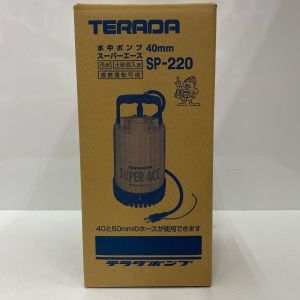 TERADA
水中ポンプ 40mm
スーパーエース SP-220
汚水 土砂混入水
連続運転可能
TERADA
SUPER ACE
40と50mmのホースが使用できます
テラダポンプ